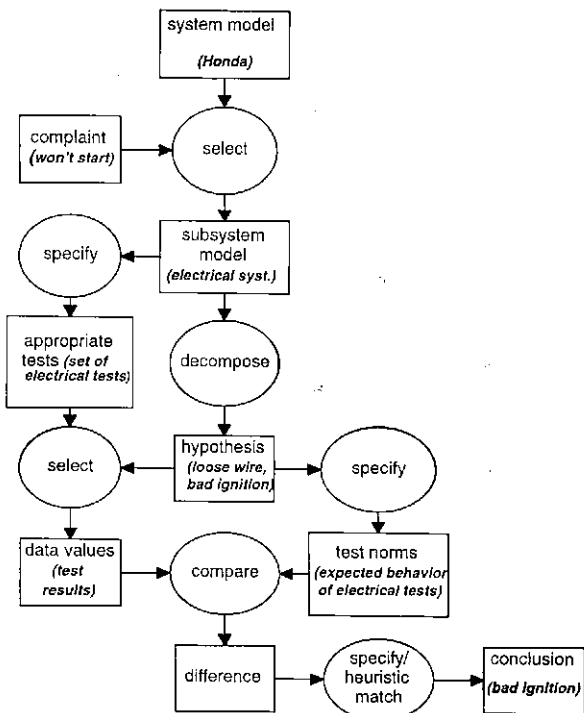 system model
(Honda)
complaint
(won't start)
select
specify
subsystem
model
(electrical syst.)
appropriate
tests (set of
electrical tests)
decompose
select
hypothesis
(loose wire,
bad ignition)
specify
data values
(test
results)
compare
test norms
(expected behavior
of electrical tests)
difference
specify/
heuristic
match
conclusion
(bad ignition)